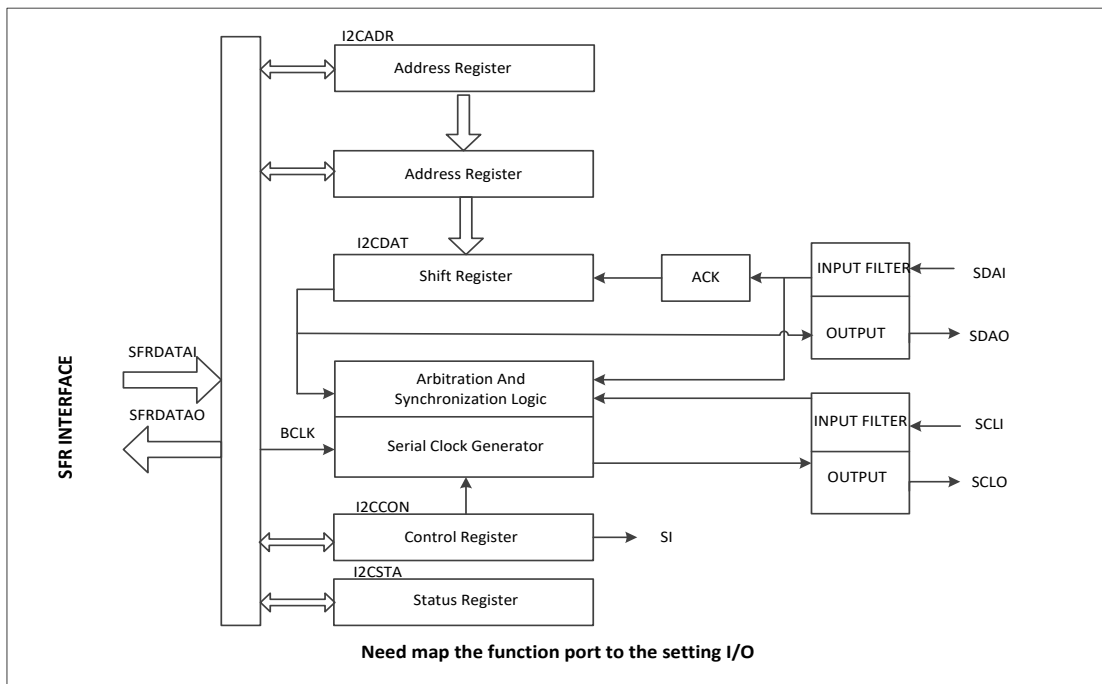 I2CADR
Address Register
Address Register
I2CDAT
Shift Register
ACK
INPUT FILTER
SDAI
OUTPUT
SDAO
SFR INTERFACE
SFRDATAI
SFRDATAO
Arbitration And
Synchronization Logic
BCLK
Serial Clock Generator
INPUT FILTER
SCLI
OUTPUT
SCLO
I2CCON
Control Register
SI
I2CSTA
Status Register
Need map the function port to the setting I/O